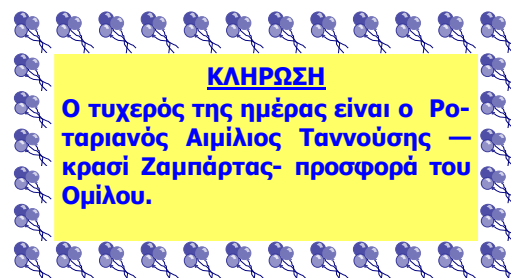 ΚΛΗΡΩΣΗ
Ο τυχερός της ημέρας είναι ο Ρο-
ταριανός Αιμίλιος Ταννούσης —
κρασί Ζαμπάρτας- προσφορά του
Ομίλου.